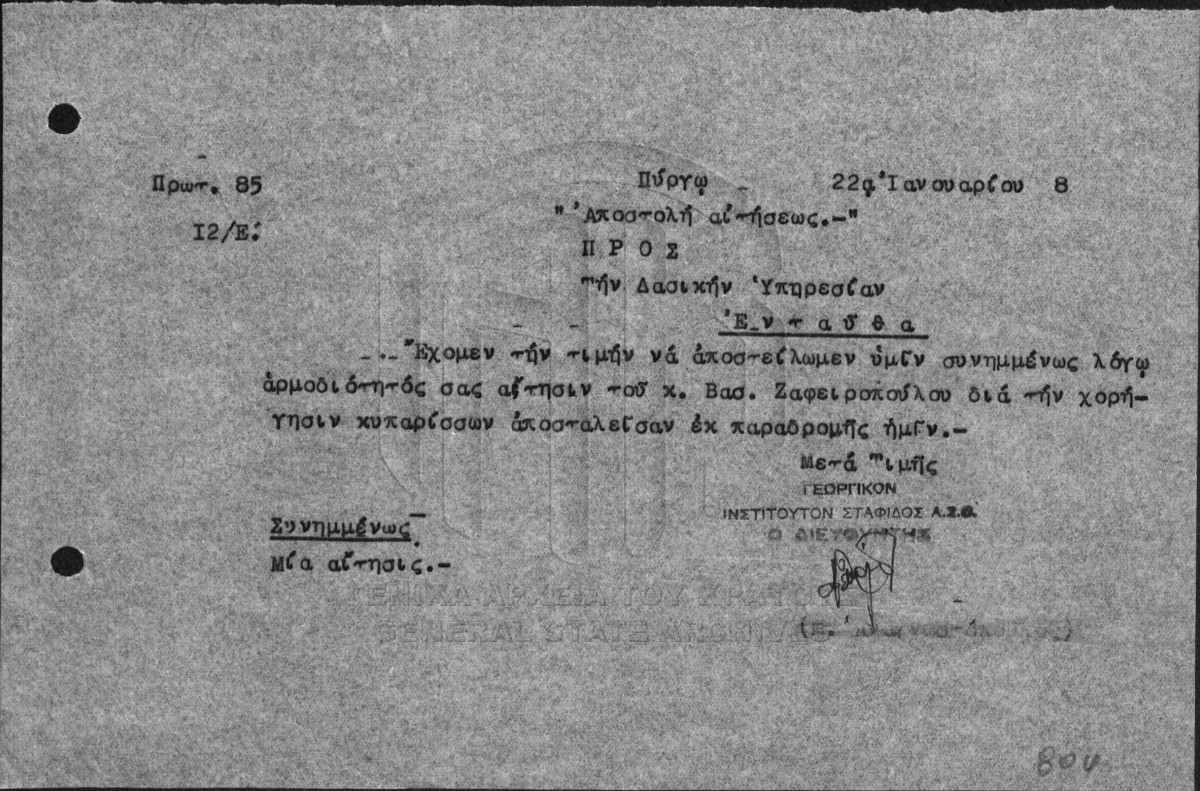 Πρωτ. 85 Πύργῳ 22ᾳ Ἰανουαρίου 8
Ι2/Ε.
"Ἀποστολή αἰτήσεως.-"
Π Ρ Ο Σ
Τήν Δασικήν Ὑπηρεσίαν
Ἐ ν τ α ῦ θ α
Ἔχομεν τήν τιμήν νά ἀποστείλωμεν ὑμῖν συνημμένως λόγῳ
ἁρμοδιότητός σας αἴτησιν τοῦ κ. Βασ. Ζαφειροπούλου διά τήν χορή-
γησιν κυπαρίσσων ἀποσταλεῖσαν ἐκ παραδρομῆς ἡμῖν.-
Μετά Τιμῆς
ΓΕΩΡΓΙΚΟΝ
ΙΝΣΤΙΤΟΥΤΟΝ ΣΤΑΦΙΔΟΣ Α.Σ.Ο.
Ο ΔΙΕΥΘΥΝΤΗΣ
Συνημμένως
Μία αἴτησις.-
ΓΕΝΙΚΑ ΑΡΧΕΙΑ ΤΟΥ ΚΡΑΤΟΥΣ
GENERAL STATE ARCHIVES